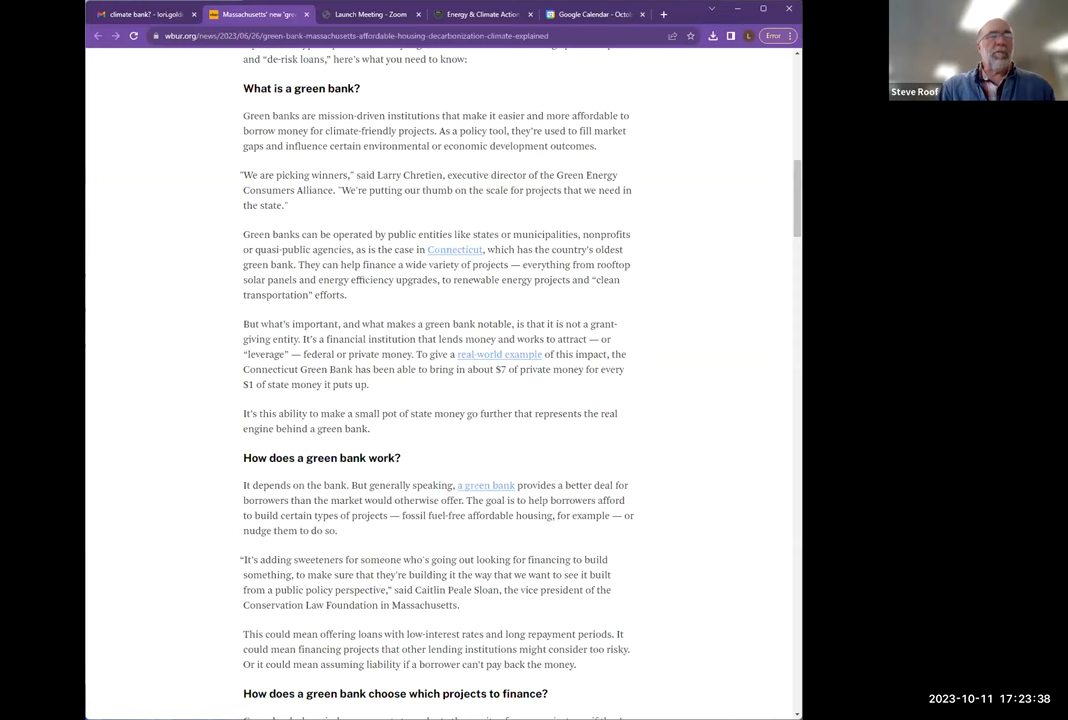 climate bank? - lori.goldn
Massachusetts' new 'gre
Launch Meeting - Zoom
Energy & Climate Action
Google Calendar - Octo
wbur.org/news/2023/06/26/green-bank-massachusetts-affordable-housing-decarbonization-climate-explained
L
Error
and “de-risk loans,” here’s what you need to know:
What is a green bank?
Green banks are mission-driven institutions that make it easier and more affordable to
borrow money for climate-friendly projects. As a policy tool, they’re used to fill market
gaps and influence certain environmental or economic development outcomes.
"We are picking winners," said Larry Chretien, executive director of the Green Energy
Consumers Alliance. "We're putting our thumb on the scale for projects that we need in
the state."
Green banks can be operated by public entities like states or municipalities, nonprofits
or quasi-public agencies, as is the case in Connecticut, which has the country’s oldest
green bank. They can help finance a wide variety of projects — everything from rooftop
solar panels and energy efficiency upgrades, to renewable energy projects and “clean
transportation” efforts.
But what’s important, and what makes a green bank notable, is that it is not a grant-
giving entity. It’s a financial institution that lends money and works to attract — or
“leverage” — federal or private money. To give a real-world example of this impact, the
Connecticut Green Bank has been able to bring in about $7 of private money for every
$1 of state money it puts up.
It’s this ability to make a small pot of state money go further that represents the real
engine behind a green bank.
How does a green bank work?
It depends on the bank. But generally speaking, a green bank provides a better deal for
borrowers than the market would otherwise offer. The goal is to help borrowers afford
to build certain types of projects — fossil fuel-free affordable housing, for example — or
nudge them to do so.
“It’s adding sweeteners for someone who's going out looking for financing to build
something, to make sure that they're building it the way that we want to see it built
from a public policy perspective,” said Caitlin Peale Sloan, the vice president of the
Conservation Law Foundation in Massachusetts.
This could mean offering loans with low-interest rates and long repayment periods. It
could mean financing projects that other lending institutions might consider too risky.
Or it could mean assuming liability if a borrower can’t pay back the money.
How does a green bank choose which projects to finance?
Steve Roof
2023-10-11 17:23:38